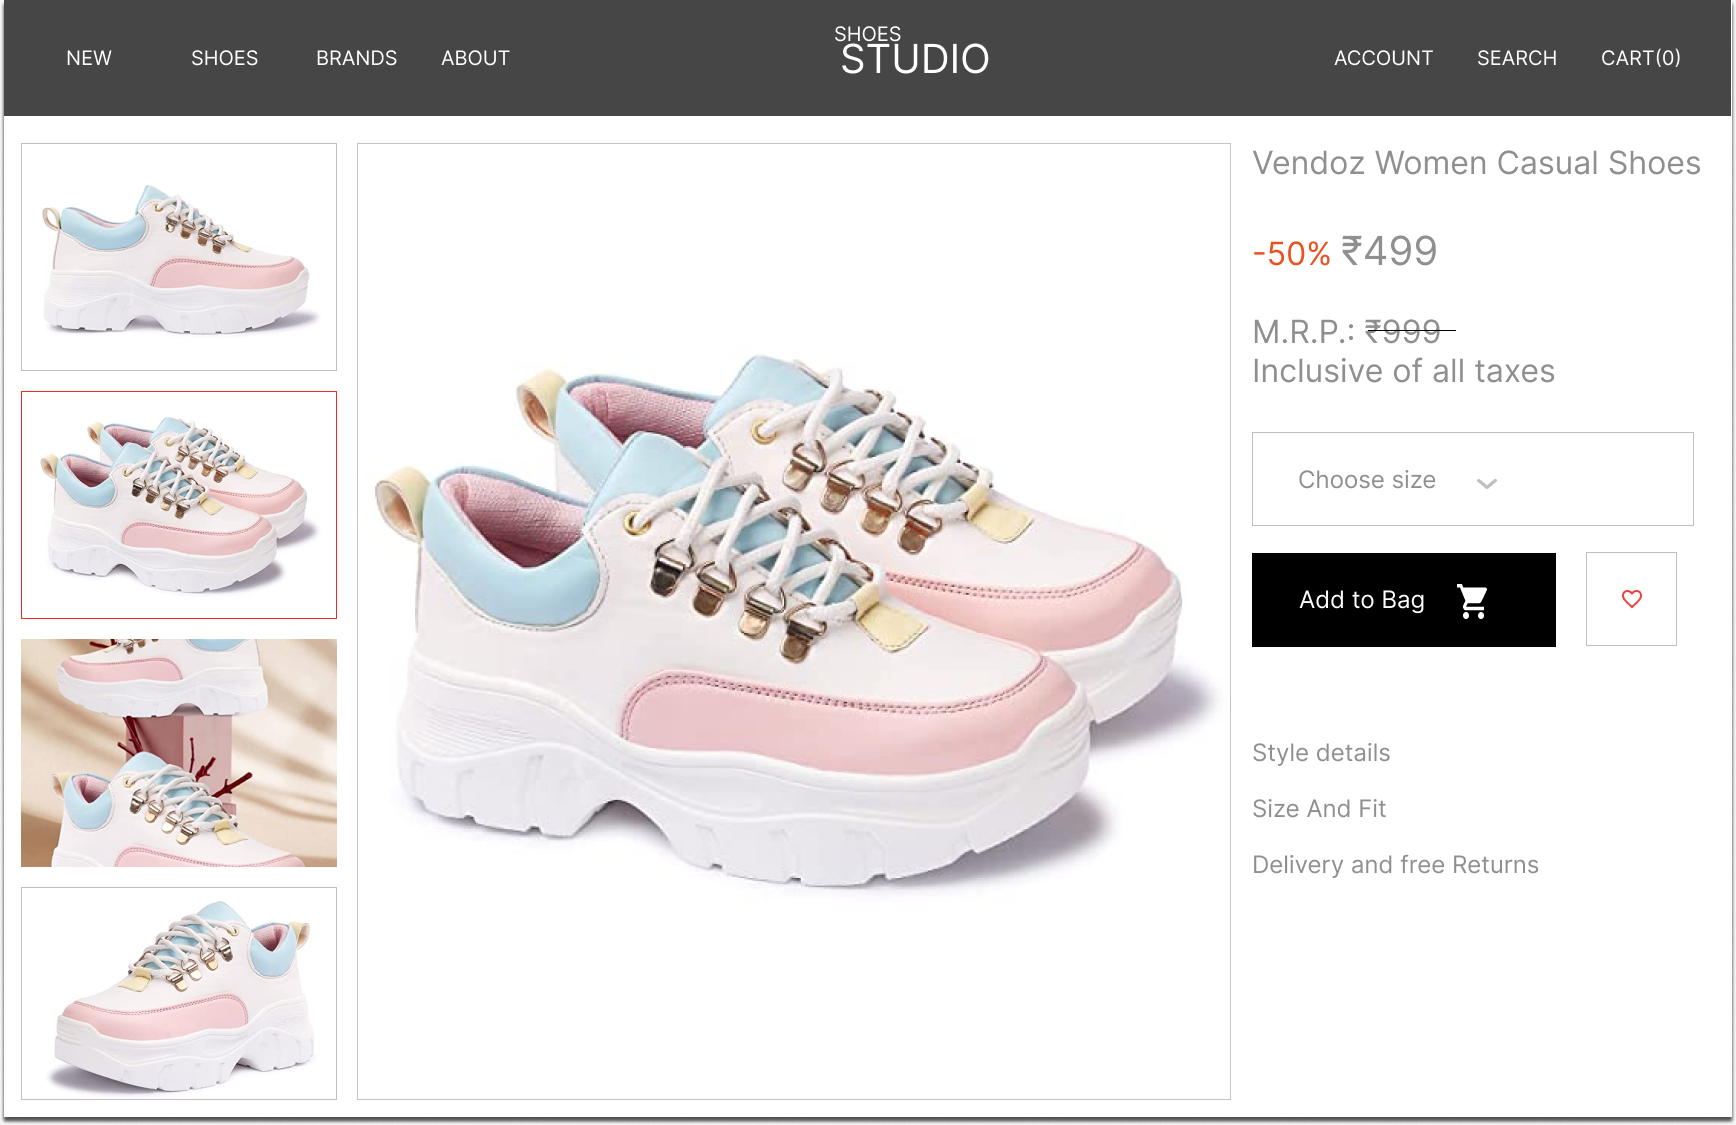 NEW
SHOES
BRANDS
ABOUT
SHOES
STUDIO
ACCOUNT
SEARCH
CART(0)
Vendoz Women Casual Shoes
-50% ₹499
M.R.P.: ₹999
Inclusive of all taxes
Choose size
Add to Bag
Style details
Size And Fit
Delivery and free Returns